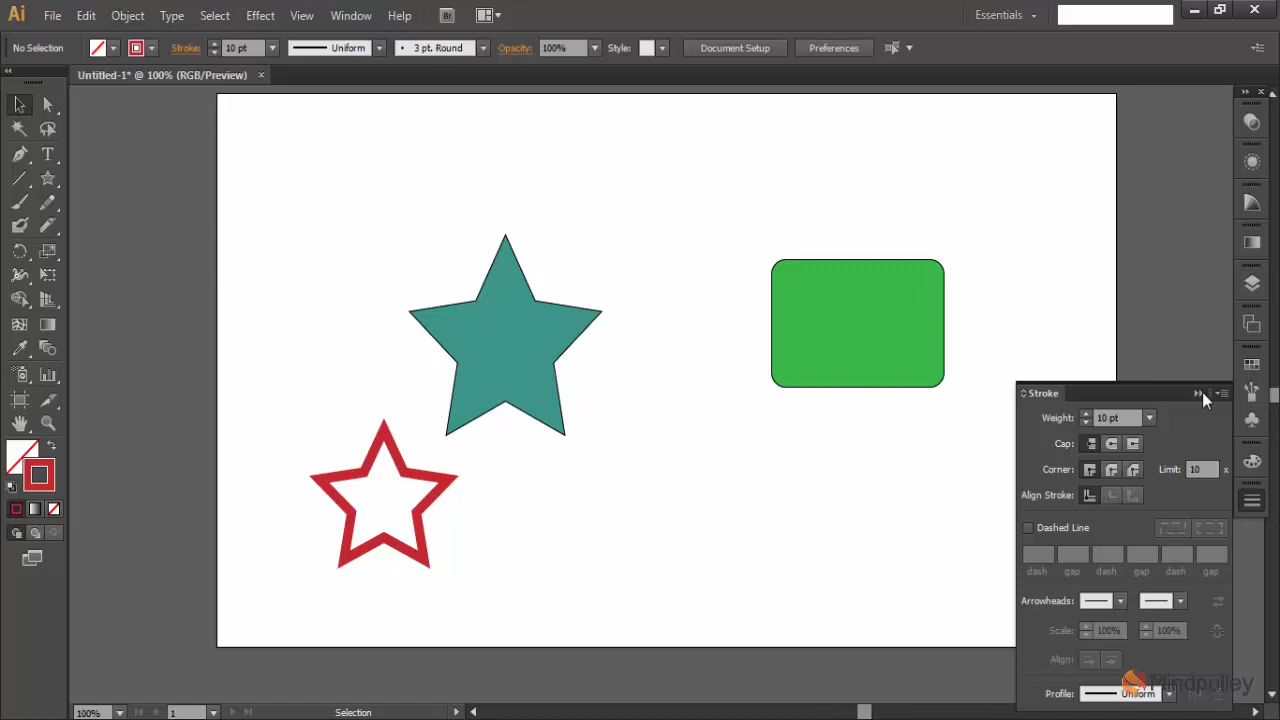 Ai File Edit Object Type Select Effect View Window Help Br Essentials
No Selection Stroke: 10 pt Uniform 3 pt. Round Opacity: 100% Style: Document Setup Preferences
Untitled-1* @ 100% (RGB/Preview)
Stroke
Weight: 10 pt
Cap:
Corner: Limit: 10 x
Align Stroke:
Dashed Line
dash gap dash gap dash gap
Arrowheads:
Scale: 100% 100%
Align:
Mindpulley
Profile: Uniform
100% 1 Selection